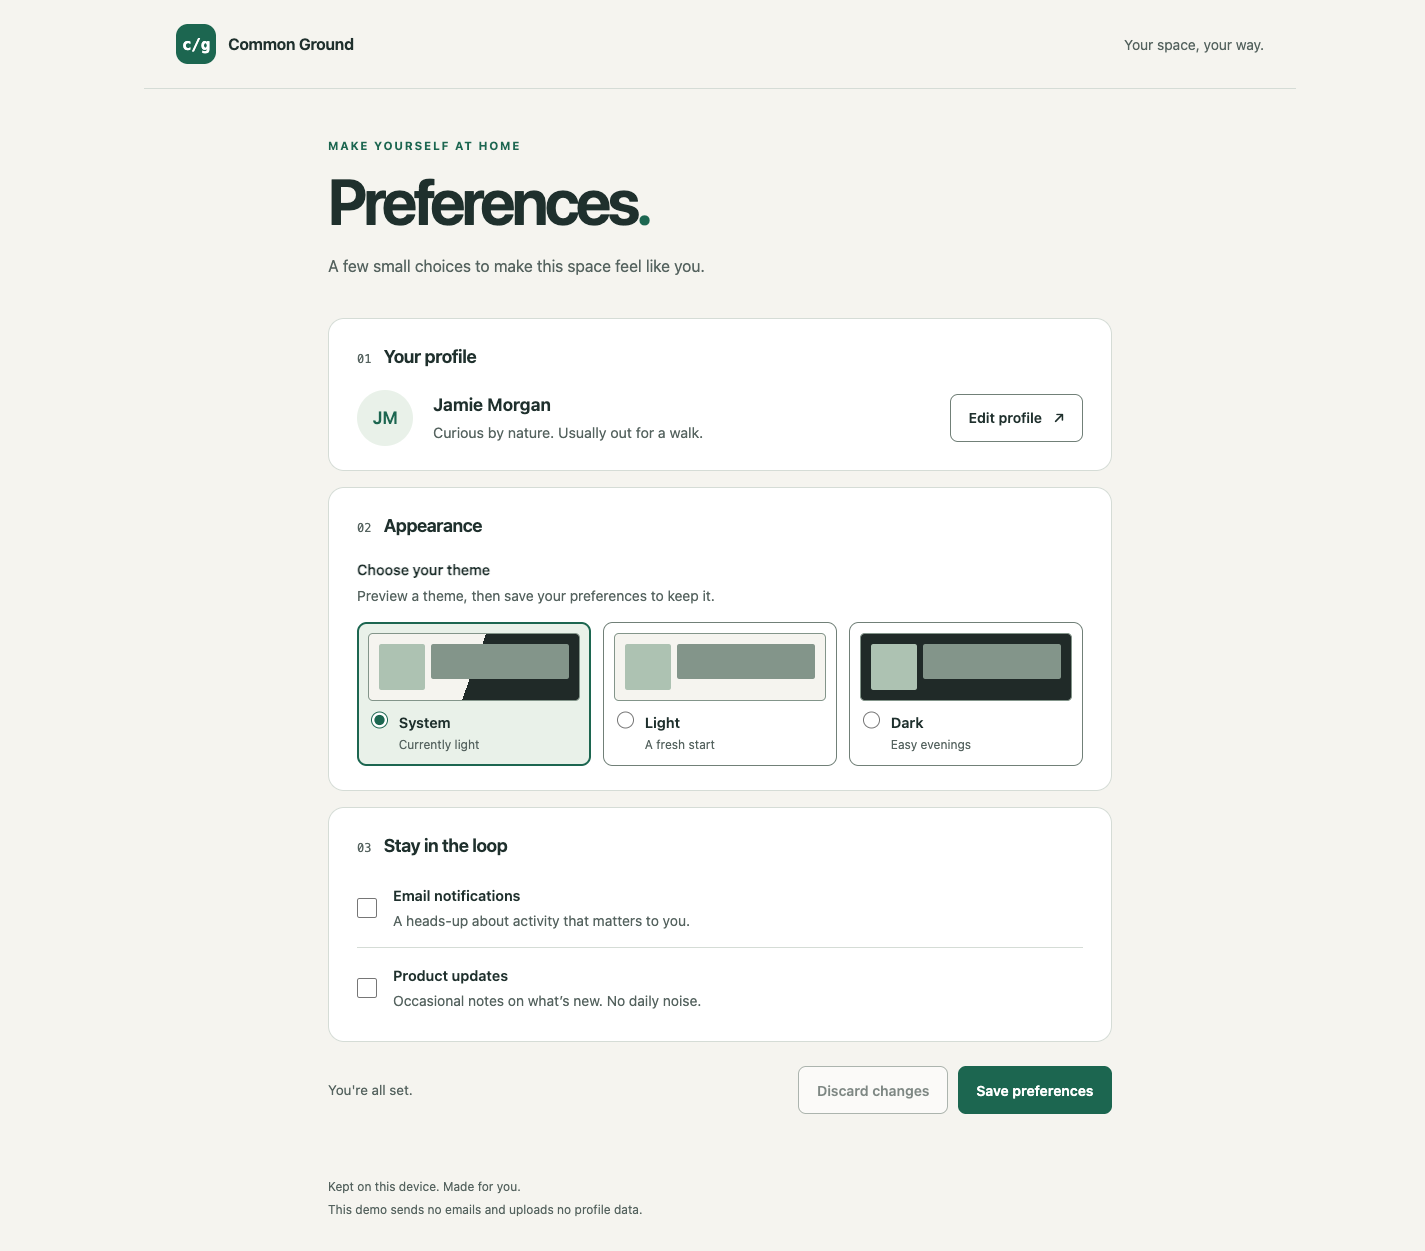 c/g Common Ground
Your space, your way.
MAKE YOURSELF AT HOME
Preferences.
A few small choices to make this space feel like you.
01 Your profile
JM
Jamie Morgan
Curious by nature. Usually out for a walk.
Edit profile ↗
02 Appearance
Choose your theme
Preview a theme, then save your preferences to keep it.
System
Currently light
Light
A fresh start
Dark
Easy evenings
03 Stay in the loop
Email notifications
A heads-up about activity that matters to you.
Product updates
Occasional notes on what’s new. No daily noise.
You're all set.
Discard changes
Save preferences
Kept on this device. Made for you.
This demo sends no emails and uploads no profile data.